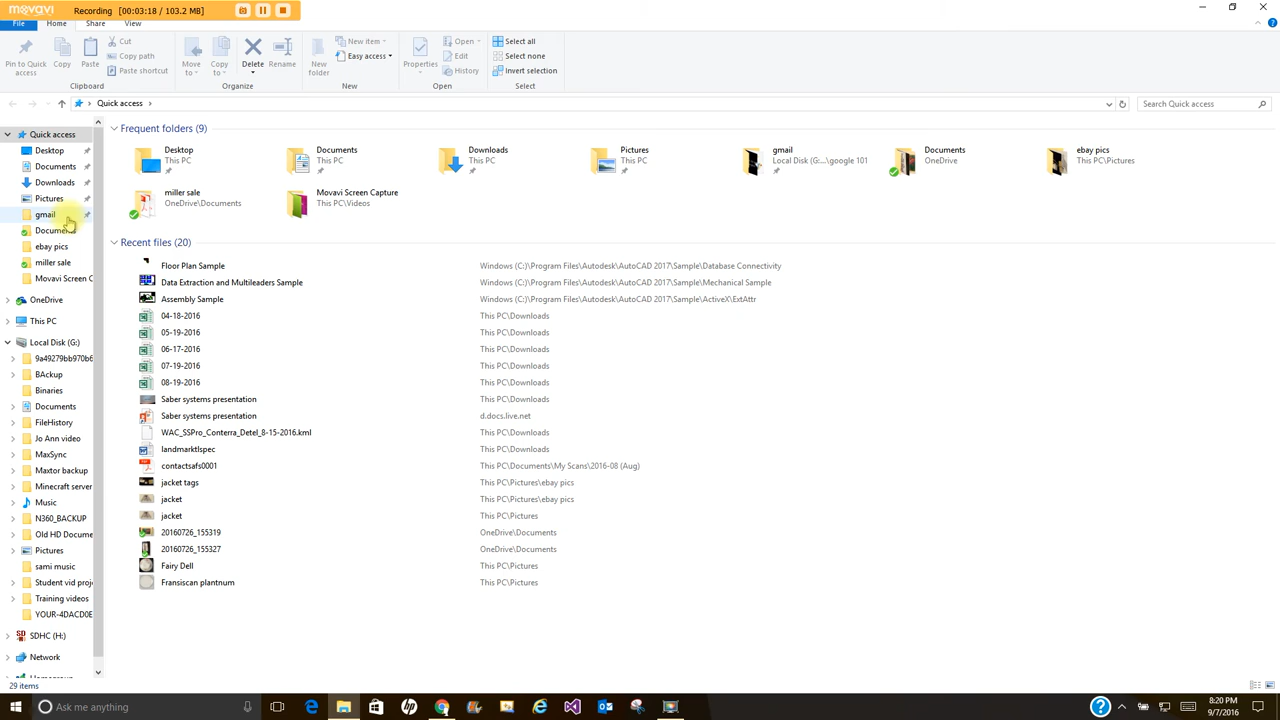 movavi Recording [00:03:18 / 103.2 MB]
File Home Share View
Pin to Quick access Copy Paste Cut Copy path Paste shortcut Move to Copy to Delete Rename New folder New item Easy access Properties Open Edit History Select all Select none Invert selection
Clipboard Organize New Open Select
Quick access Search Quick access
Quick access
Desktop
Documents
Downloads
Pictures
gmail
Documents
ebay pics
miller sale
Movavi Screen C
OneDrive
This PC
Local Disk (G:)
9a49279bb970b6
BAckup
Binaries
Documents
FileHistory
Jo Ann video
MaxSync
Maxtor backup
Minecraft server
Music
N360_BACKUP
Old HD Docume
Pictures
sami music
Student vid proj
Training videos
YOUR-4DACD0E
SDHC (H:)
Network
Frequent folders (9)
Desktop
This PC
Documents
This PC
Downloads
This PC
Pictures
This PC
gmail
Local Disk (G:\...\google 101
Documents
OneDrive
ebay pics
This PC\Pictures
miller sale
OneDrive\Documents
Movavi Screen Capture
This PC\Videos
Recent files (20)
Floor Plan Sample Windows (C:)\Program Files\Autodesk\AutoCAD 2017\Sample\Database Connectivity
Data Extraction and Multileaders Sample Windows (C:)\Program Files\Autodesk\AutoCAD 2017\Sample\Mechanical Sample
Assembly Sample Windows (C:)\Program Files\Autodesk\AutoCAD 2017\Sample\ActiveX\ExtAttr
04-18-2016 This PC\Downloads
05-19-2016 This PC\Downloads
06-17-2016 This PC\Downloads
07-19-2016 This PC\Downloads
08-19-2016 This PC\Downloads
Saber systems presentation This PC\Downloads
Saber systems presentation d.docs.live.net
WAC_SSPro_Conterra_Detel_8-15-2016.kml This PC\Downloads
landmarktlspec This PC\Downloads
contactsafs0001 This PC\Documents\My Scans\2016-08 (Aug)
jacket tags This PC\Pictures\ebay pics
jacket This PC\Pictures\ebay pics
jacket This PC\Pictures
20160726_155319 OneDrive\Documents
20160726_155327 OneDrive\Documents
Fairy Dell This PC\Pictures
Fransiscan plantnum This PC\Pictures
29 items
Ask me anything
8:20 PM
9/7/2016